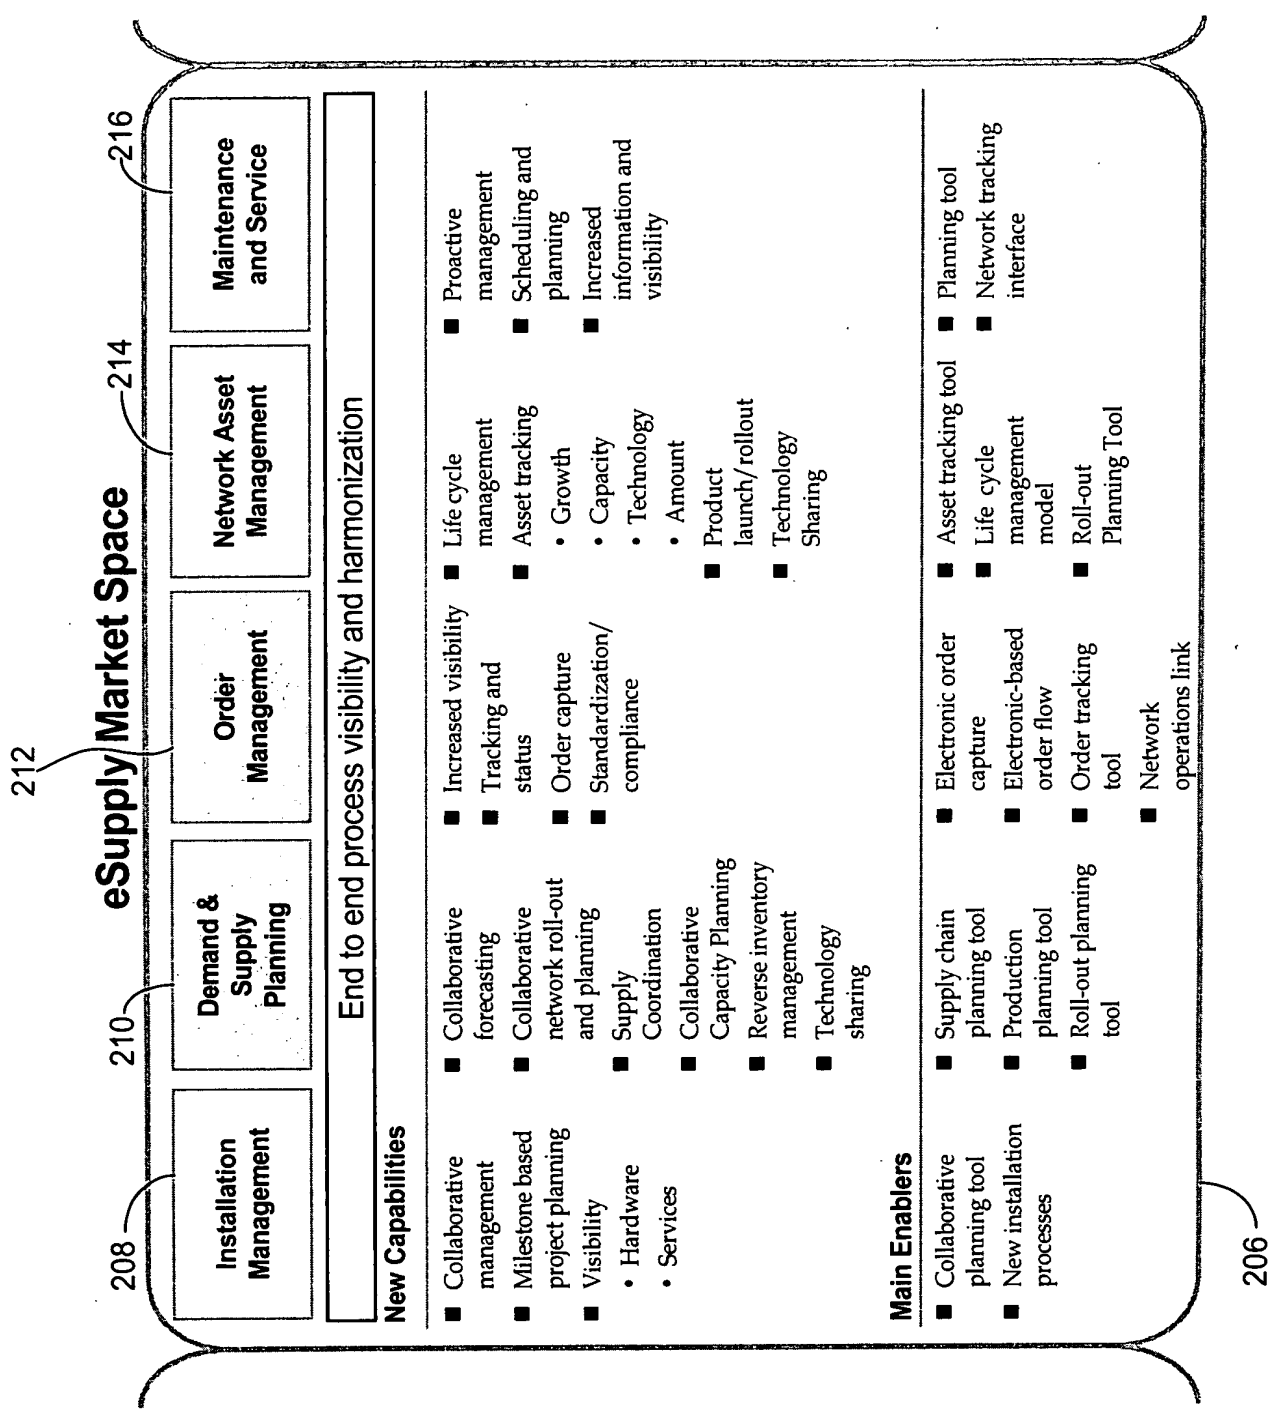 eSupply Market Space
208
210
212
214
216
Installation
Management
Demand &
Supply
Planning
Order
Management
Network Asset
Management
Maintenance
and Service
End to end process visibility and harmonization
New Capabilities
■ Collaborative
management
■ Milestone based
project planning
■ Visibility
• Hardware
• Services
■ Collaborative
forecasting
■ Collaborative
network roll-out
and planning
■ Supply
Coordination
■ Collaborative
Capacity Planning
■ Reverse inventory
management
■ Technology
sharing
■ Increased visibility
■ Tracking and
status
■ Order capture
■ Standardization/
compliance
■ Life cycle
management
■ Asset tracking
• Growth
• Capacity
• Technology
• Amount
■ Product
launch/rollout
■ Technology
Sharing
■ Proactive
management
■ Scheduling and
planning
■ Increased
information and
visibility
Main Enablers
■ Collaborative
planning tool
■ New installation
processes
■ Supply chain
planning tool
■ Production
planning tool
■ Roll-out planning
tool
■ Electronic order
capture
■ Electronic-based
order flow
■ Order tracking
tool
■ Network
operations link
■ Asset tracking tool
■ Life cycle
management
model
■ Roll-out
Planning Tool
■ Planning tool
■ Network tracking
interface
206